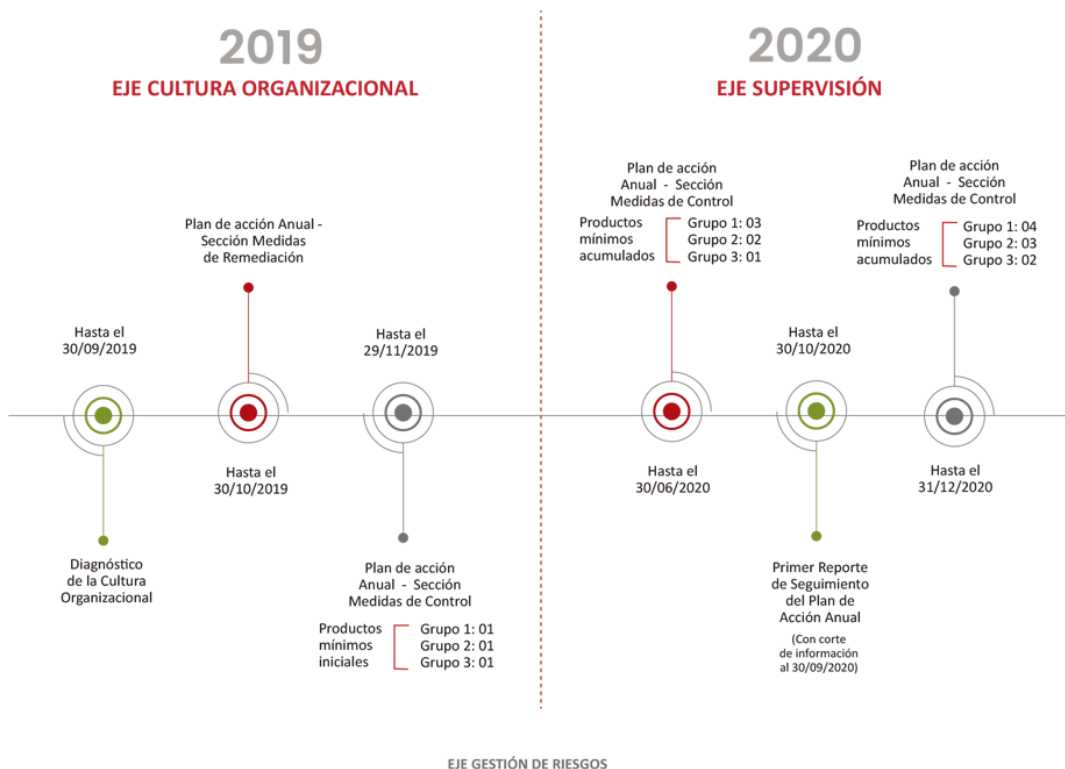 2019
EJE CULTURA ORGANIZACIONAL
Hasta el
30/09/2019
Diagnóstico
de la Cultura
Organizacional
Plan de acción Anual -
Sección Medidas
de Remediación
Hasta el
30/10/2019
Hasta el
29/11/2019
Plan de acción
Anual - Sección
Medidas de Control
Productos
mínimos
iniciales
Grupo 1: 01
Grupo 2: 01
Grupo 3: 01
2020
EJE SUPERVISIÓN
Plan de acción
Anual - Sección
Medidas de Control
Productos
mínimos
acumulados
Grupo 1: 03
Grupo 2: 02
Grupo 3: 01
Hasta el
30/06/2020
Hasta el
30/10/2020
Primer Reporte
de Seguimiento
del Plan de
Acción Anual
(Con corte
de información
al 30/09/2020)
Plan de acción
Anual - Sección
Medidas de Control
Productos
mínimos
acumulados
Grupo 1: 04
Grupo 2: 03
Grupo 3: 02
Hasta el
31/12/2020
EJE GESTIÓN DE RIESGOS